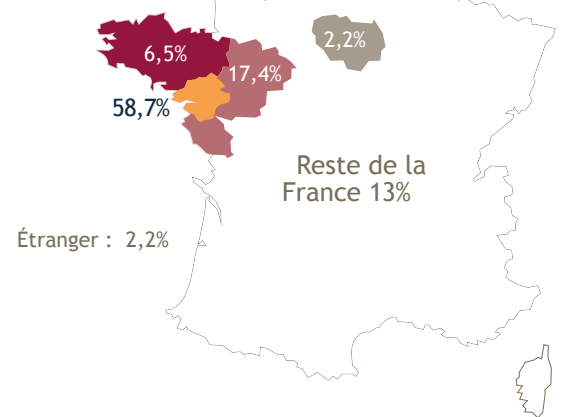 2,2%
6,5%
17,4%
58,7%
Reste de la
France 13%
Étranger : 2,2%